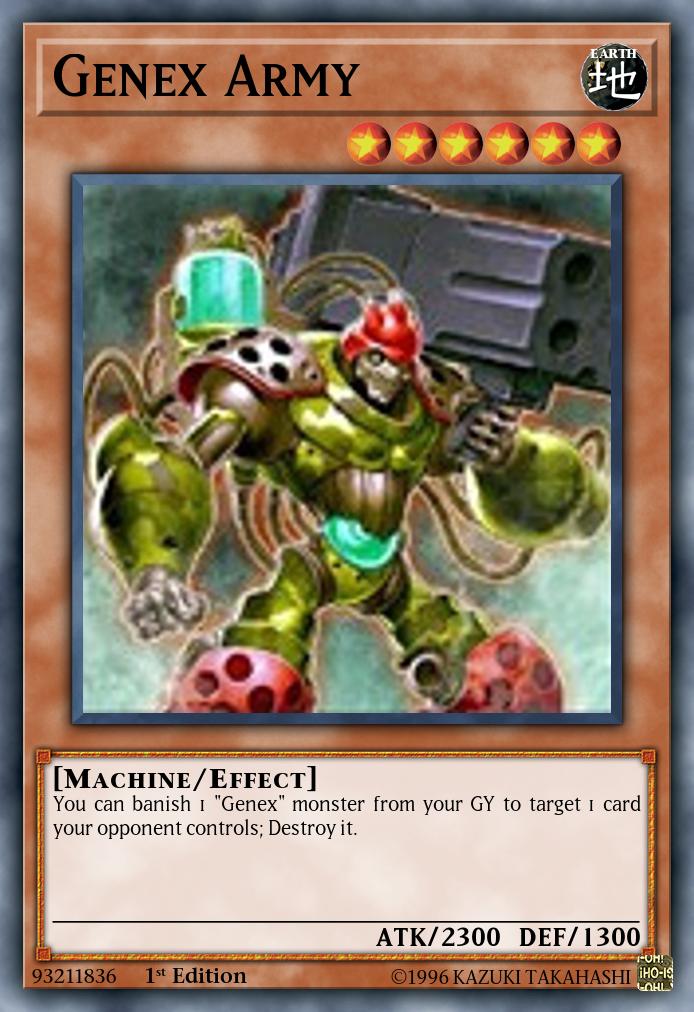 GENEX ARMY
EARTH
地
[MACHINE/EFFECT]
You can banish 1 "Genex" monster from your GY to target 1 card
your opponent controls; Destroy it.
ATK/2300 DEF/1300
93211836 1st Edition ©1996 KAZUKI TAKAHASHI